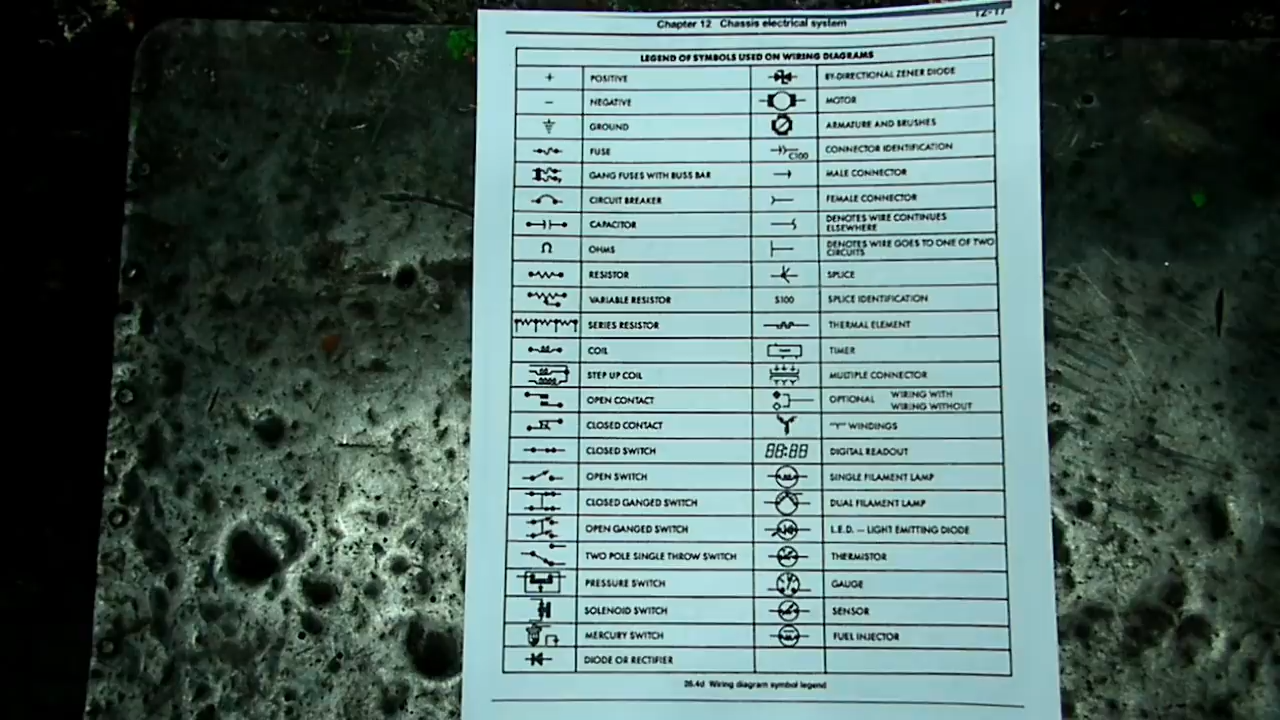 Chapter 12 Chassis electrical system
12-17
LEGEND OF SYMBOLS USED ON WIRING DIAGRAMS
+ POSITIVE BY-DIRECTIONAL ZENER DIODE
− NEGATIVE MOTOR
GROUND ARMATURE AND BRUSHES
FUSE C100 CONNECTOR IDENTIFICATION
GANG FUSES WITH BUSS BAR MALE CONNECTOR
CIRCUIT BREAKER FEMALE CONNECTOR
CAPACITOR DENOTES WIRE CONTINUES
ELSEWHERE
Ω OHMS DENOTES WIRE GOES TO ONE OF TWO
CIRCUITS
RESISTOR SPLICE
VARIABLE RESISTOR S100 SPLICE IDENTIFICATION
SERIES RESISTOR THERMAL ELEMENT
COIL TIMER
STEP UP COIL MULTIPLE CONNECTOR
OPEN CONTACT OPTIONAL WIRING WITH
WIRING WITHOUT
CLOSED CONTACT "Y" WINDINGS
CLOSED SWITCH 88:88 DIGITAL READOUT
OPEN SWITCH SINGLE FILAMENT LAMP
CLOSED GANGED SWITCH DUAL FILAMENT LAMP
OPEN GANGED SWITCH L.E.D. — LIGHT EMITTING DIODE
TWO POLE SINGLE THROW SWITCH THERMISTOR
PRESSURE SWITCH GAUGE
SOLENOID SWITCH SENSOR
MERCURY SWITCH FUEL INJECTOR
DIODE OR RECTIFIER
26.4d Wiring diagram symbol legend